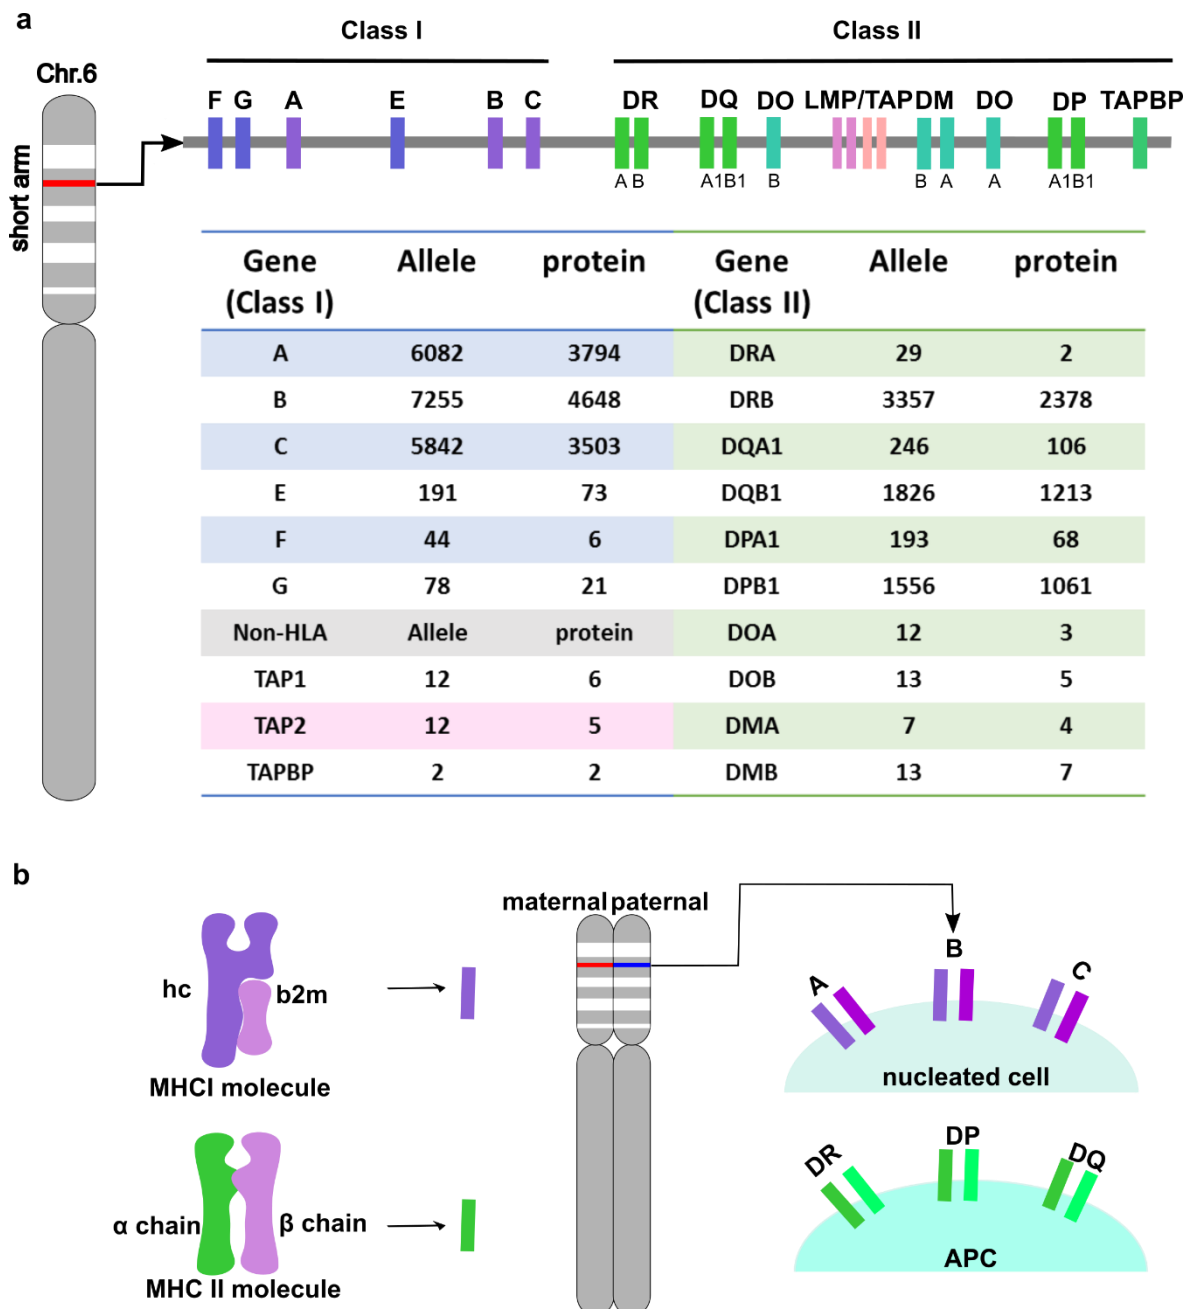 a
Class I Class II
Chr.6
F G A E B C DR DQ DO LMP/TAP DM DO DP TAPBP
A B A1 B1 B B A A A1 B1
short arm
Gene (Class I) Allele protein Gene (Class II) Allele protein
A 6082 3794 DRA 29 2
B 7255 4648 DRB 3357 2378
C 5842 3503 DQA1 246 106
E 191 73 DQB1 1826 1213
F 44 6 DPA1 193 68
G 78 21 DPB1 1556 1061
Non-HLA Allele protein DOA 12 3
TAP1 12 6 DOB 13 5
TAP2 12 5 DMA 7 4
TAPBP 2 2 DMB 13 7
b
maternal paternal
hc b2m
MHCI molecule
A B C
nucleated cell
α chain β chain
MHC II molecule
DR DP DQ
APC